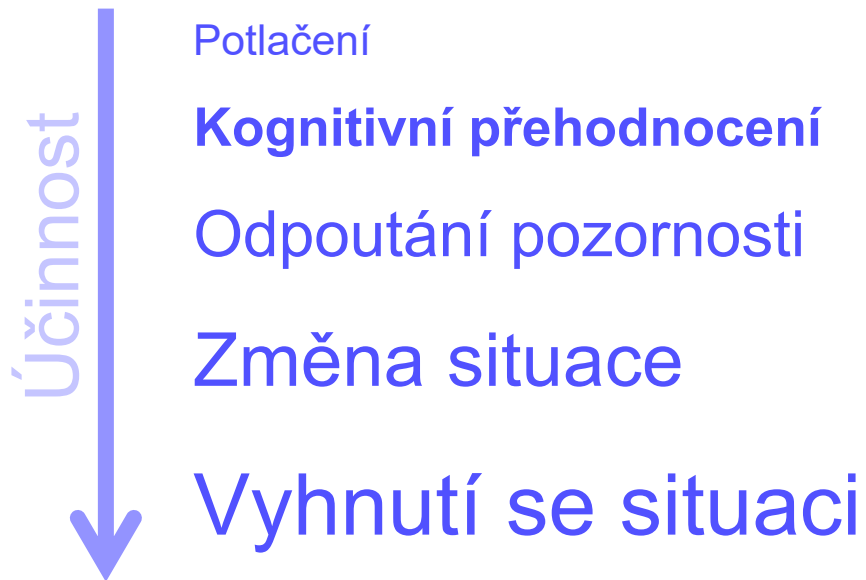 Účinnost
Potlačení
Kognitivní přehodnocení
Odpoutání pozornosti
Změna situace
Vyhnutí se situaci